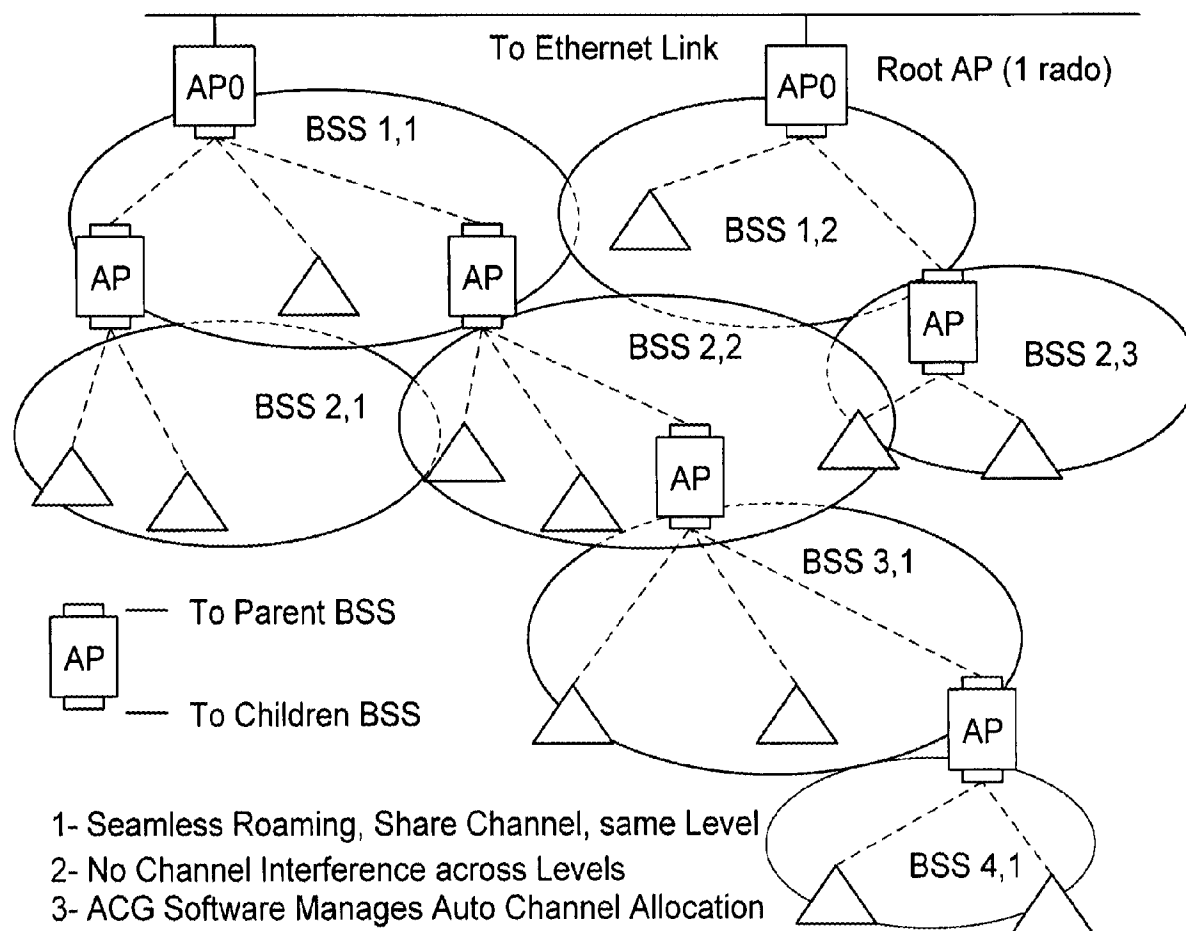 To Ethernet Link
AP0
AP0
Root AP (1 rado)
BSS 1,1
BSS 1,2
AP
AP
AP
BSS 2,1
BSS 2,2
BSS 2,3
AP
BSS 3,1
To Parent BSS
AP
To Children BSS
AP
BSS 4,1
1- Seamless Roaming, Share Channel, same Level
2- No Channel Interference across Levels
3- ACG Software Manages Auto Channel Allocation